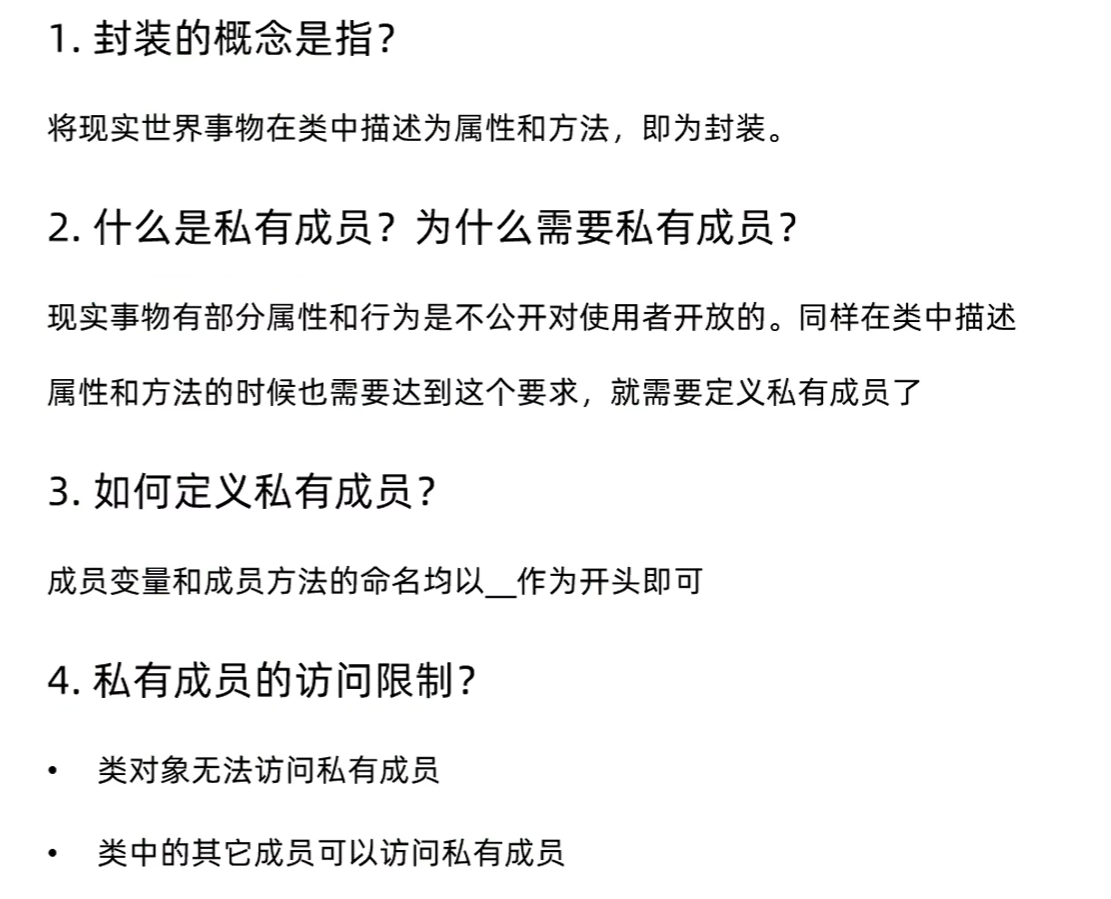 1. 封装的概念是指？
将现实世界事物在类中描述为属性和方法，即为封装。
2. 什么是私有成员？为什么需要私有成员？
现实事物有部分属性和行为是不公开对使用者开放的。同样在类中描述
属性和方法的时候也需要达到这个要求，就需要定义私有成员了
3. 如何定义私有成员？
成员变量和成员方法的命名均以__作为开头即可
4. 私有成员的访问限制？
• 类对象无法访问私有成员
• 类中的其它成员可以访问私有成员